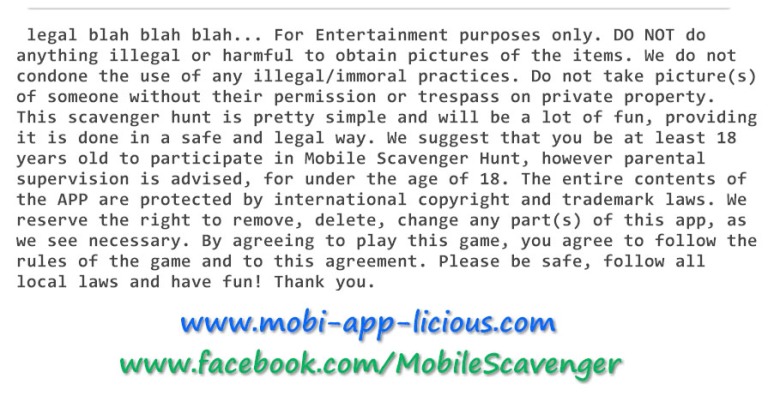 legal blah blah blah... For Entertainment purposes only. DO NOT do
anything illegal or harmful to obtain pictures of the items. We do not
condone the use of any illegal/immoral practices. Do not take picture(s)
of someone without their permission or trespass on private property.
This scavenger hunt is pretty simple and will be a lot of fun, providing
it is done in a safe and legal way. We suggest that you be at least 18
years old to participate in Mobile Scavenger Hunt, however parental
supervision is advised, for under the age of 18. The entire contents of
the APP are protected by international copyright and trademark laws. We
reserve the right to remove, delete, change any part(s) of this app, as
we see necessary. By agreeing to play this game, you agree to follow the
rules of the game and to this agreement. Please be safe, follow all
local laws and have fun! Thank you.
www.mobi-app-licious.com
www.facebook.com/MobileScavenger